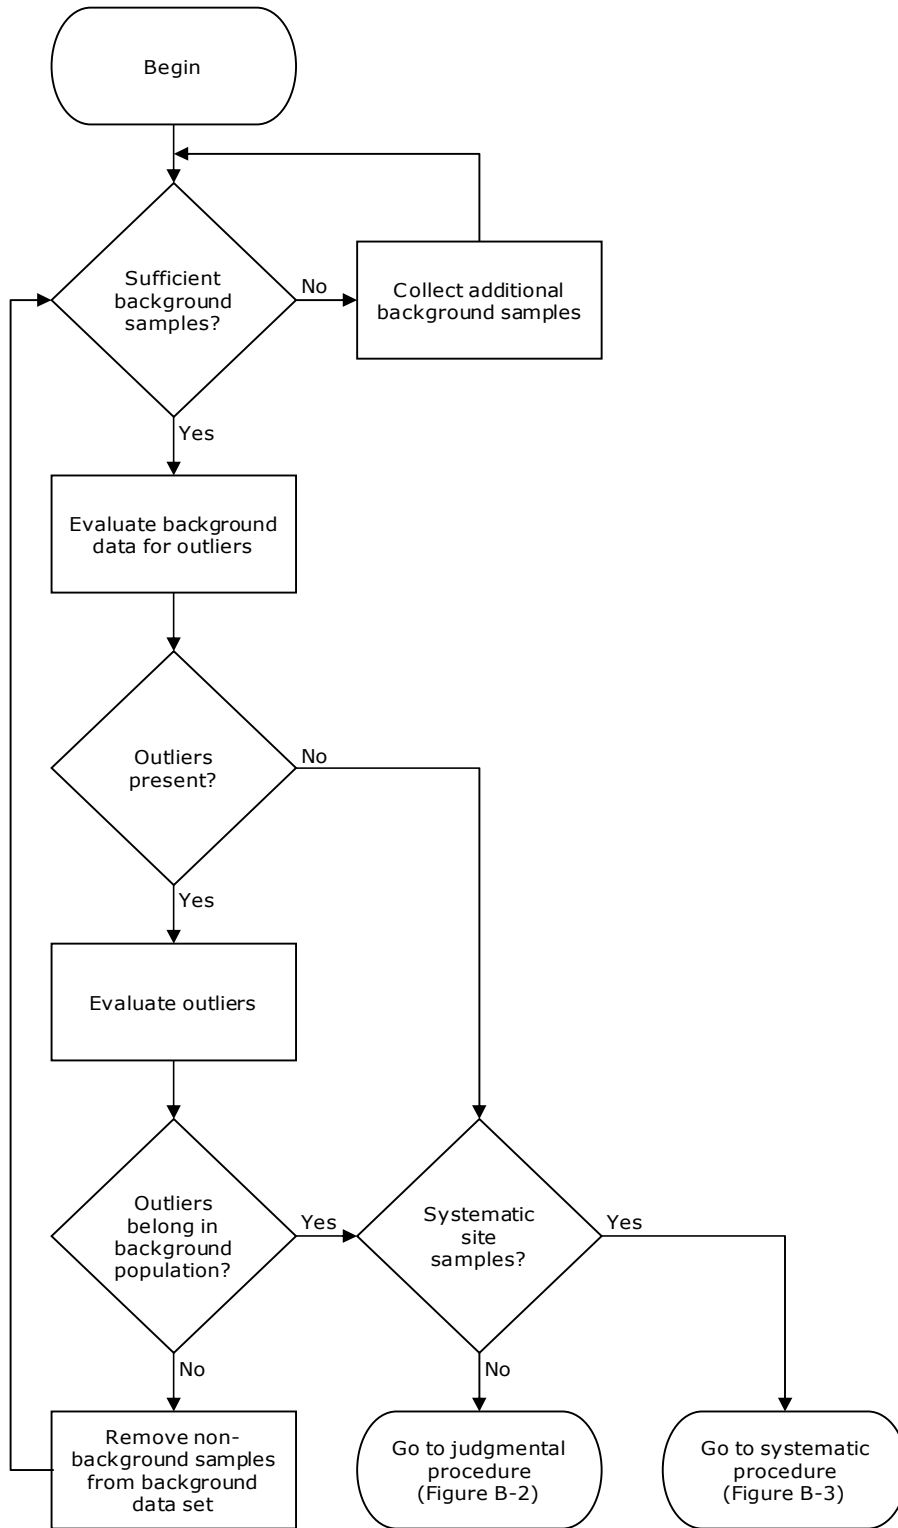 Begin
Sufficient
background
samples?
No
Collect additional
background samples
Yes
Evaluate background
data for outliers
Outliers
present?
No
Yes
Evaluate outliers
Outliers
belong in
background
population?
Yes
Systematic
site
samples?
Yes
No
No
Remove non-
background samples
from background
data set
Go to judgmental
procedure
(Figure B-2)
Go to systematic
procedure
(Figure B-3)